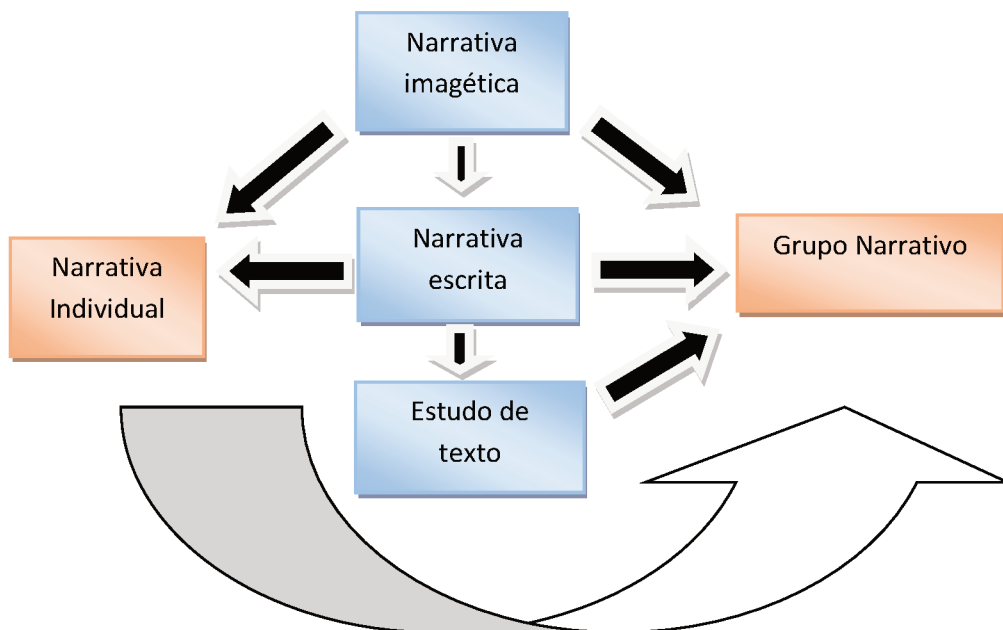 Narrativa
imagética
Narrativa
Individual
Narrativa
escrita
Grupo Narrativo
Estudo de
texto